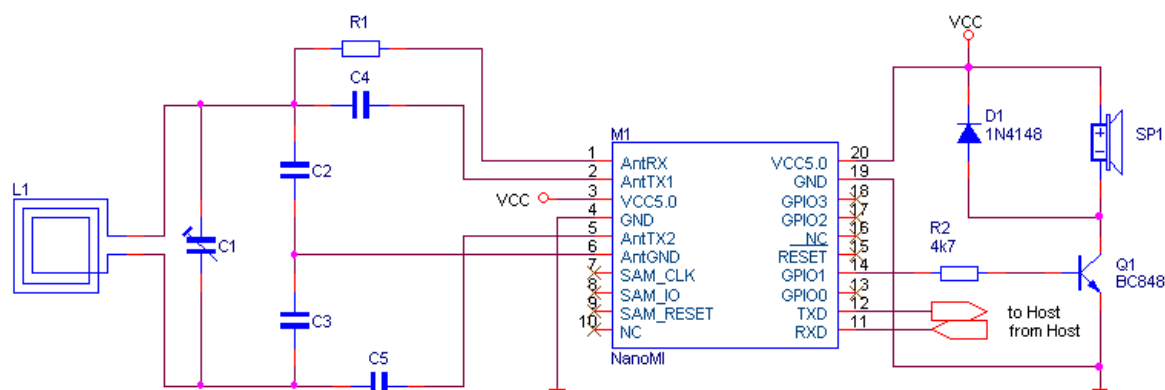 R1
VCC
C4
D1
1N4148
SP1
M1
1 AntRX VCC5.0 20
2 AntTX1 GND 19
VCC 3 VCC5.0 GPIO3 18
4 GND GPIO2 17
5 AntTX2 NC 16
6 AntGND RESET 15
7 SAM_CLK GPIO1 14
8 SAM_IO GPIO0 13
9 SAM_RESET TXD 12
10 NC RXD 11
NanoMI
C2
L1
C1
R2
4k7
Q1
BC848
to Host
from Host
C3
C5